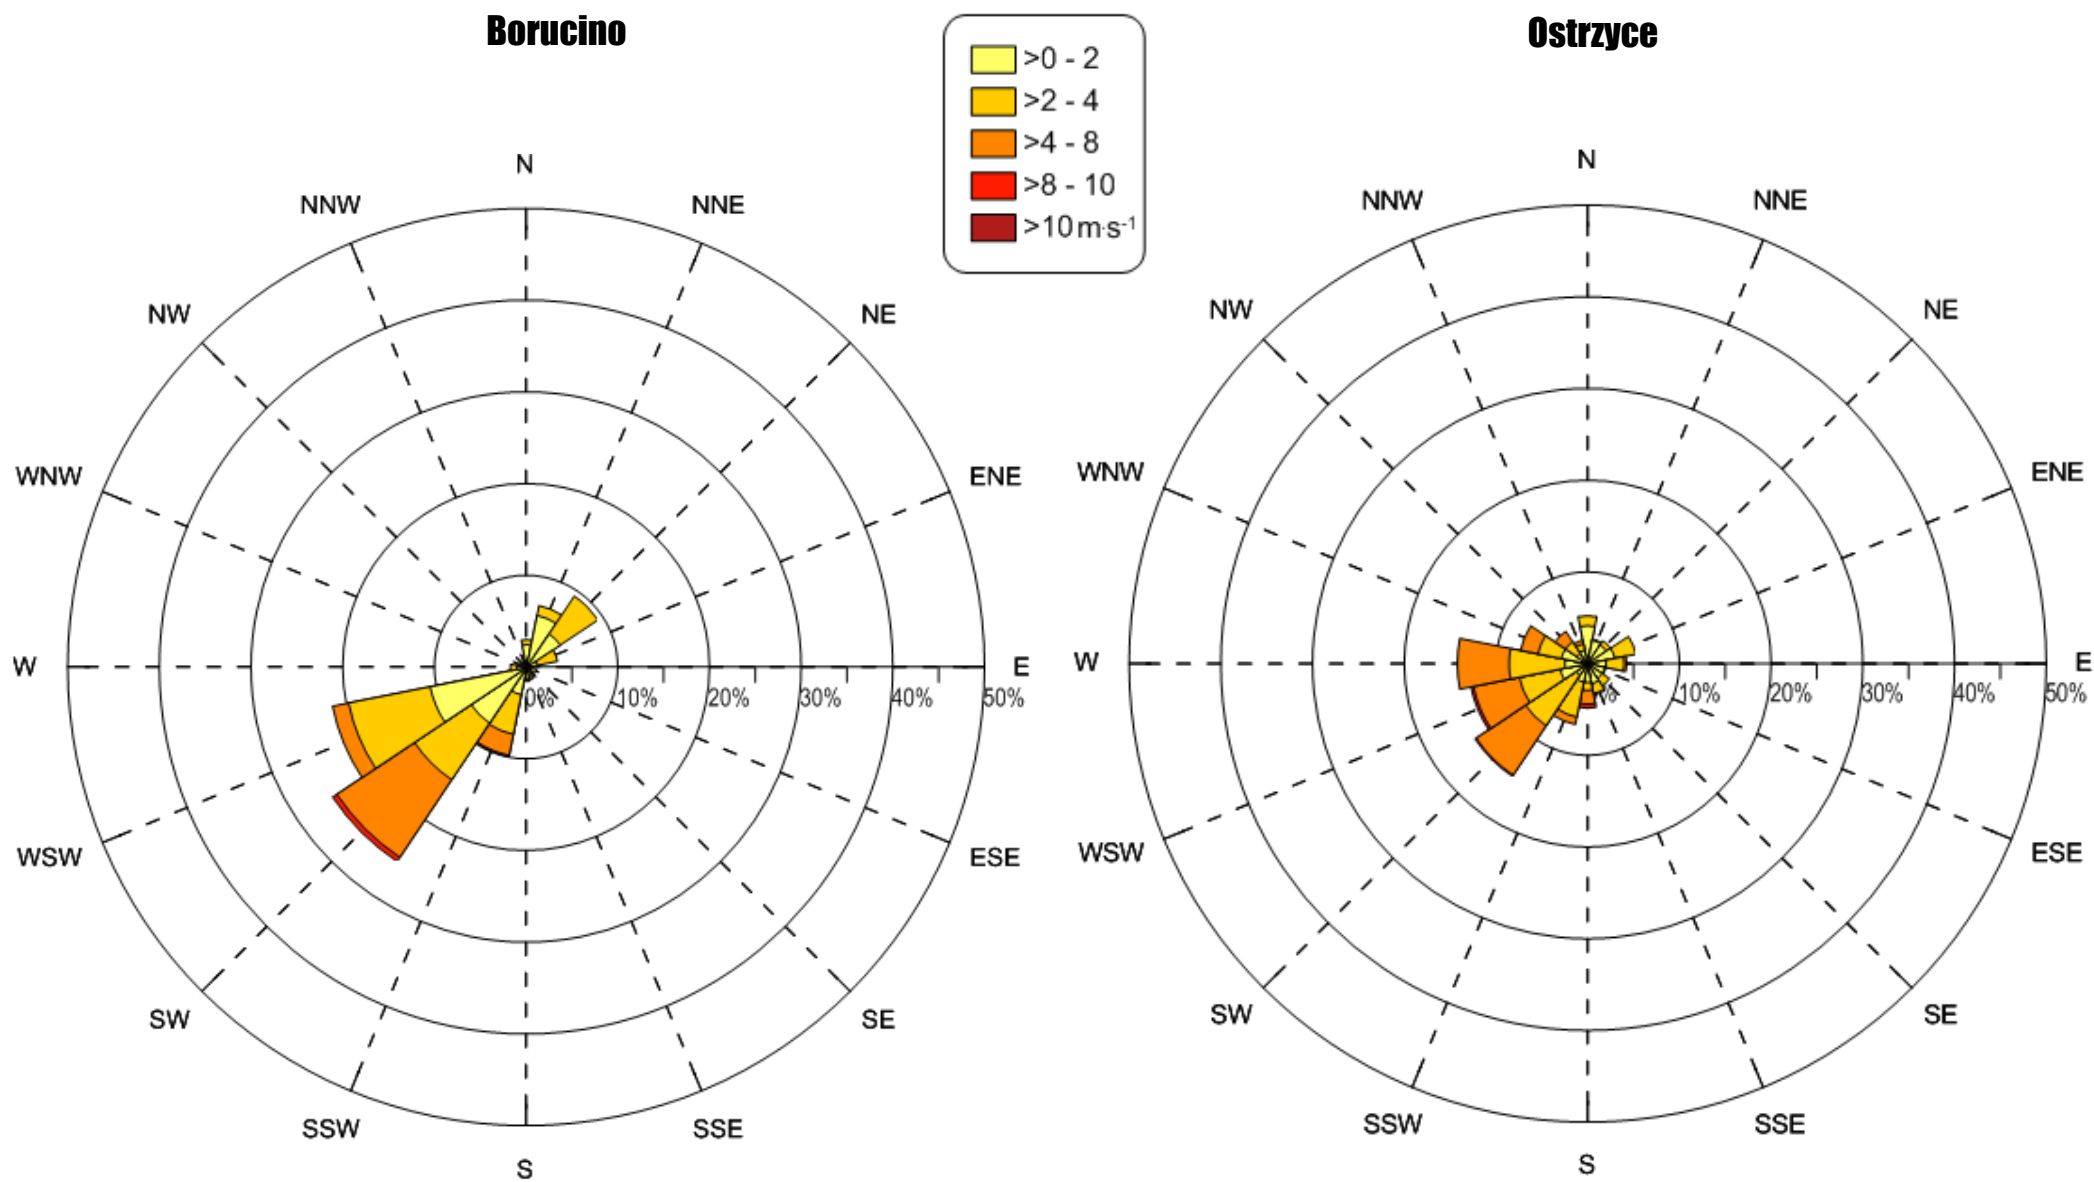 Borucino
Ostrzyce
>0 - 2
>2 - 4
>4 - 8
>8 - 10
>10 m·s⁻¹
N
NNE
NE
ENE
E
ESE
SE
SSE
S
SSW
SW
WSW
W
WNW
NW
NNW
0%
10%
20%
30%
40%
50%
N
NNE
NE
ENE
E
ESE
SE
SSE
S
SSW
SW
WSW
W
WNW
NW
NNW
10%
20%
30%
40%
50%